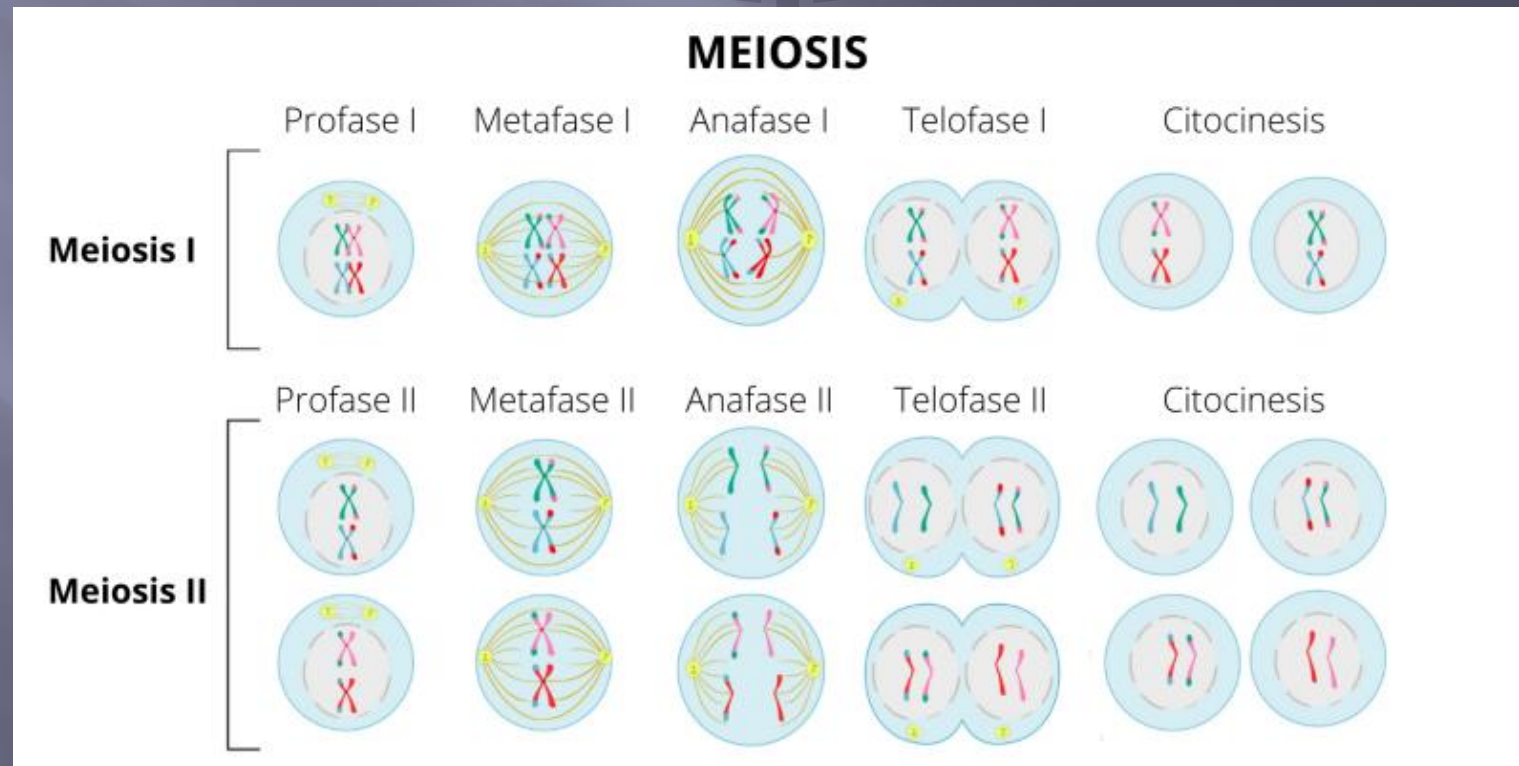 MEIOSIS
Profase I Metafase I Anafase I Telofase I Citocinesis
Meiosis I
Profase II Metafase II Anafase II Telofase II Citocinesis
Meiosis II